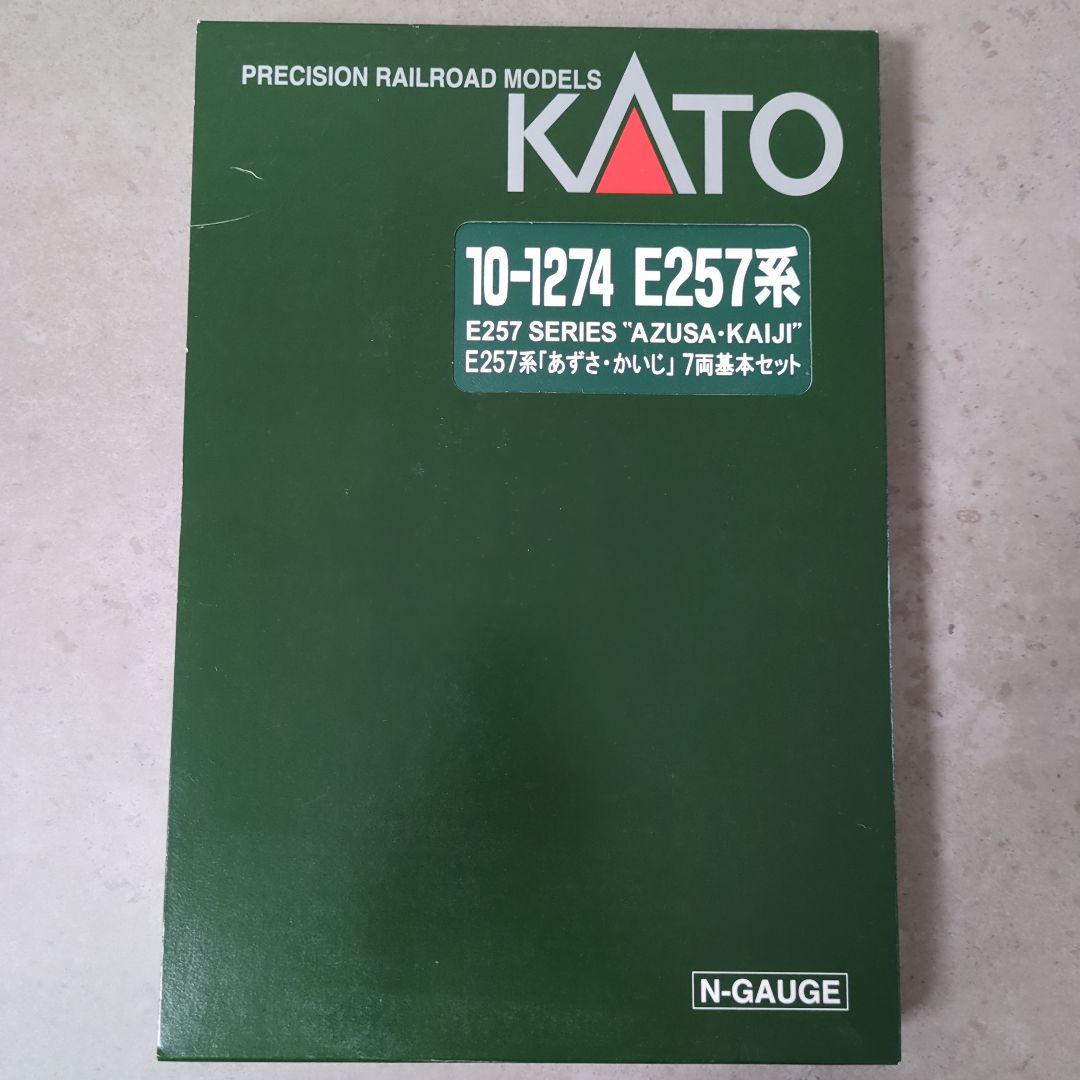 PRECISION RAILROAD MODELS
KATO
10-1274 E257系
E257 SERIES "AZUSA・KAIJI"
E257系「あずさ・かいじ」 7両基本セット
N-GAUGE